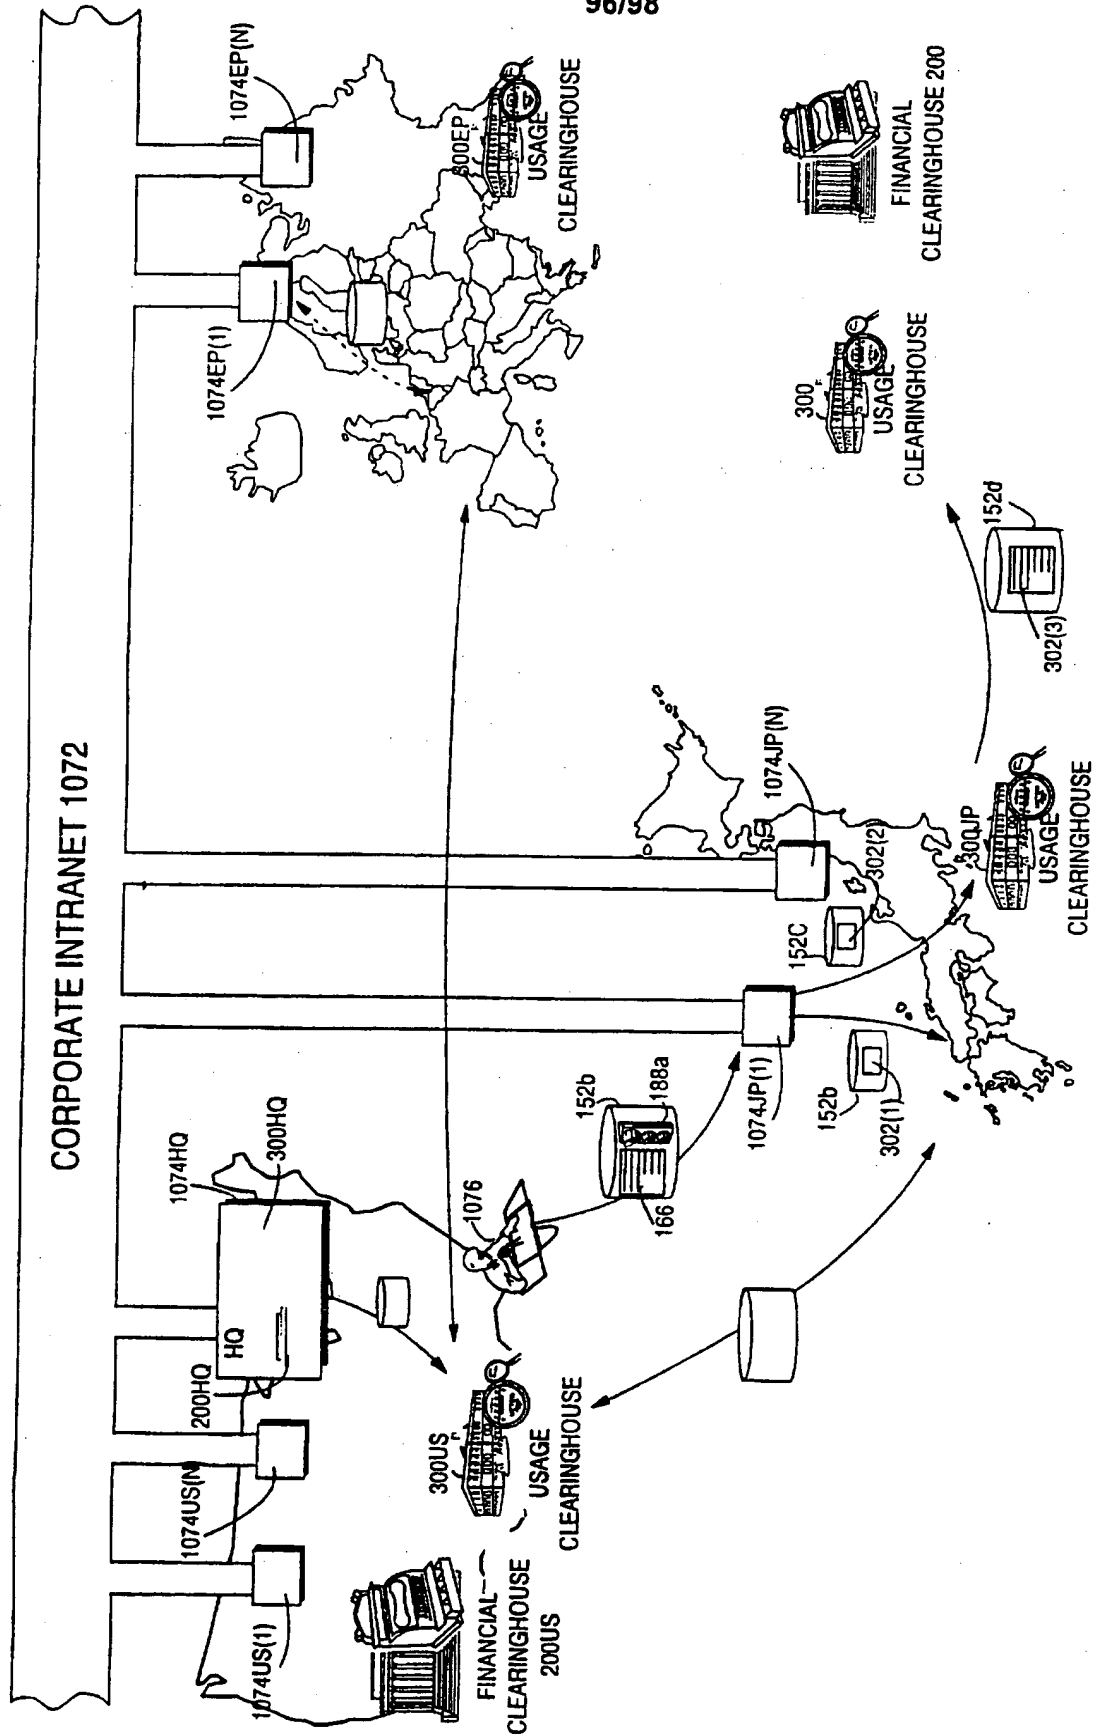 96/98
CORPORATE INTRANET 1072
1074US(1)
1074US(N)
200HQ
HQ
1074HQ
300HQ
1074EP(1)
1074EP(N)
300EP
USAGE
CLEARINGHOUSE
FINANCIAL
CLEARINGHOUSE
200US
300US
USAGE
CLEARINGHOUSE
1076
152b
188a
166
1074JP(1)
1074JP(N)
152C
302(2)
152b
302(1)
300JP
USAGE
CLEARINGHOUSE
152d
302(3)
300
USAGE
CLEARINGHOUSE
FINANCIAL
CLEARINGHOUSE 200